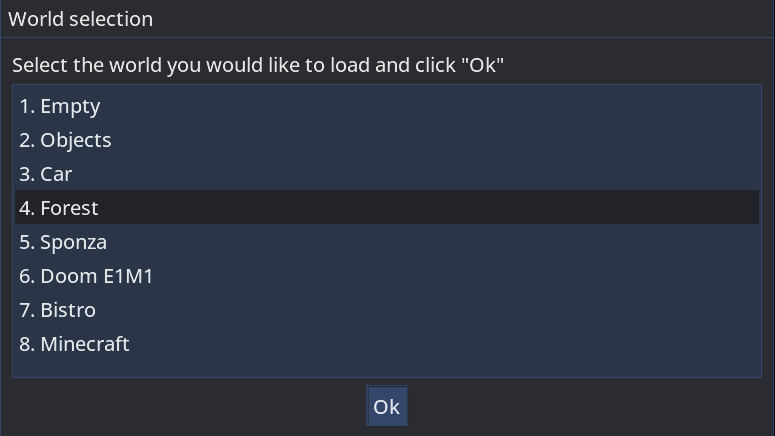 World selection
Select the world you would like to load and click "Ok"
1. Empty
2. Objects
3. Car
4. Forest
5. Sponza
6. Doom E1M1
7. Bistro
8. Minecraft
Ok